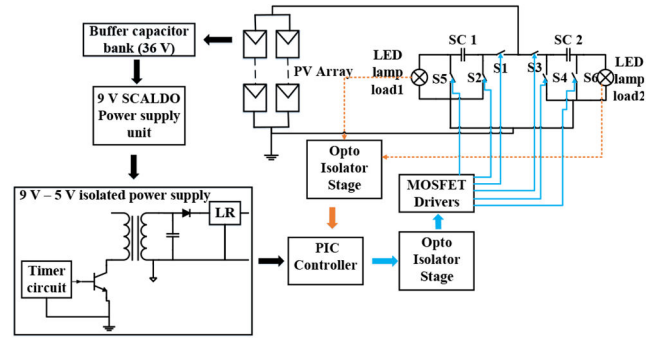 Buffer capacitor
bank (36 V)
PV Array
SC 1
SC 2
LED
lamp
load1
S5
S2
S1
S3
S4
S6
LED
lamp
load2
9 V SCALDO
Power supply
unit
Opto
Isolator
Stage
MOSFET
Drivers
9 V – 5 V isolated power supply
LR
Timer
circuit
PIC
Controller
Opto
Isolator
Stage